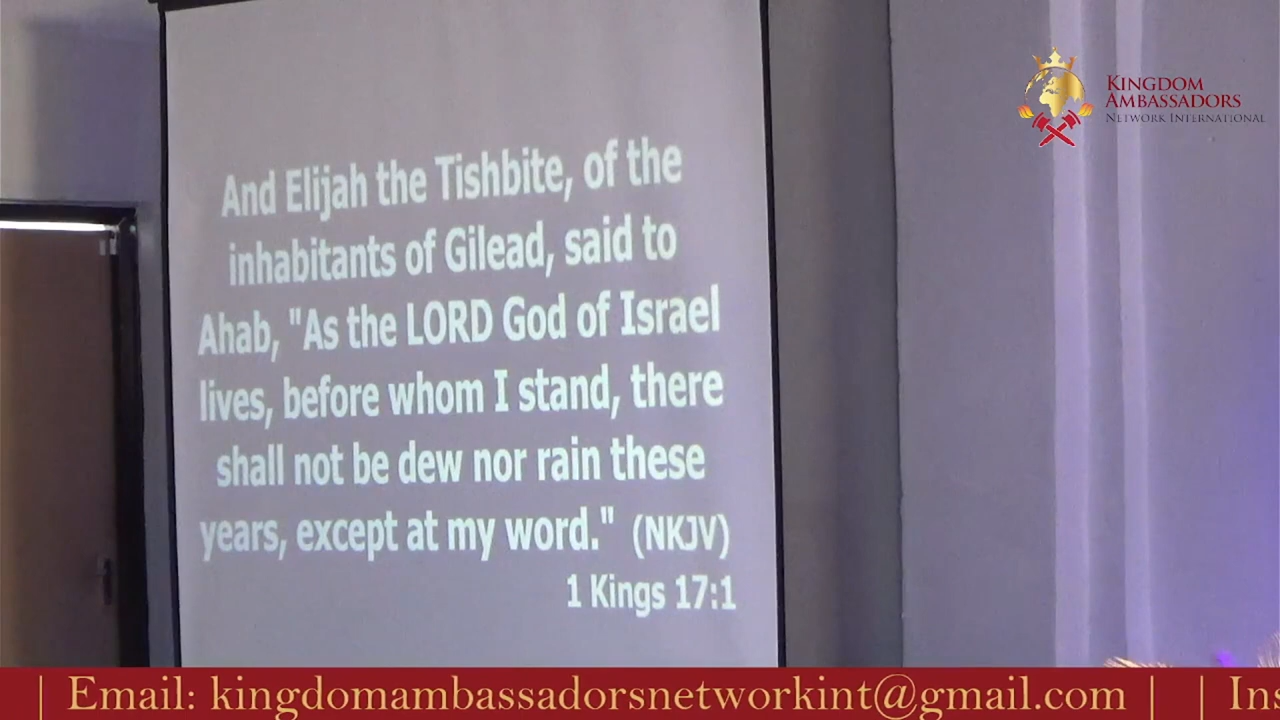 KINGDOM
AMBASSADORS
NETWORK INTERNATIONAL
And Elijah the Tishbite, of the
inhabitants of Gilead, said to
Ahab, "As the LORD God of Israel
lives, before whom I stand, there
shall not be dew nor rain these
years, except at my word." (NKJV)
1 Kings 17:1
| Email: kingdomambassadorsnetworkint@gmail.com | | Ins